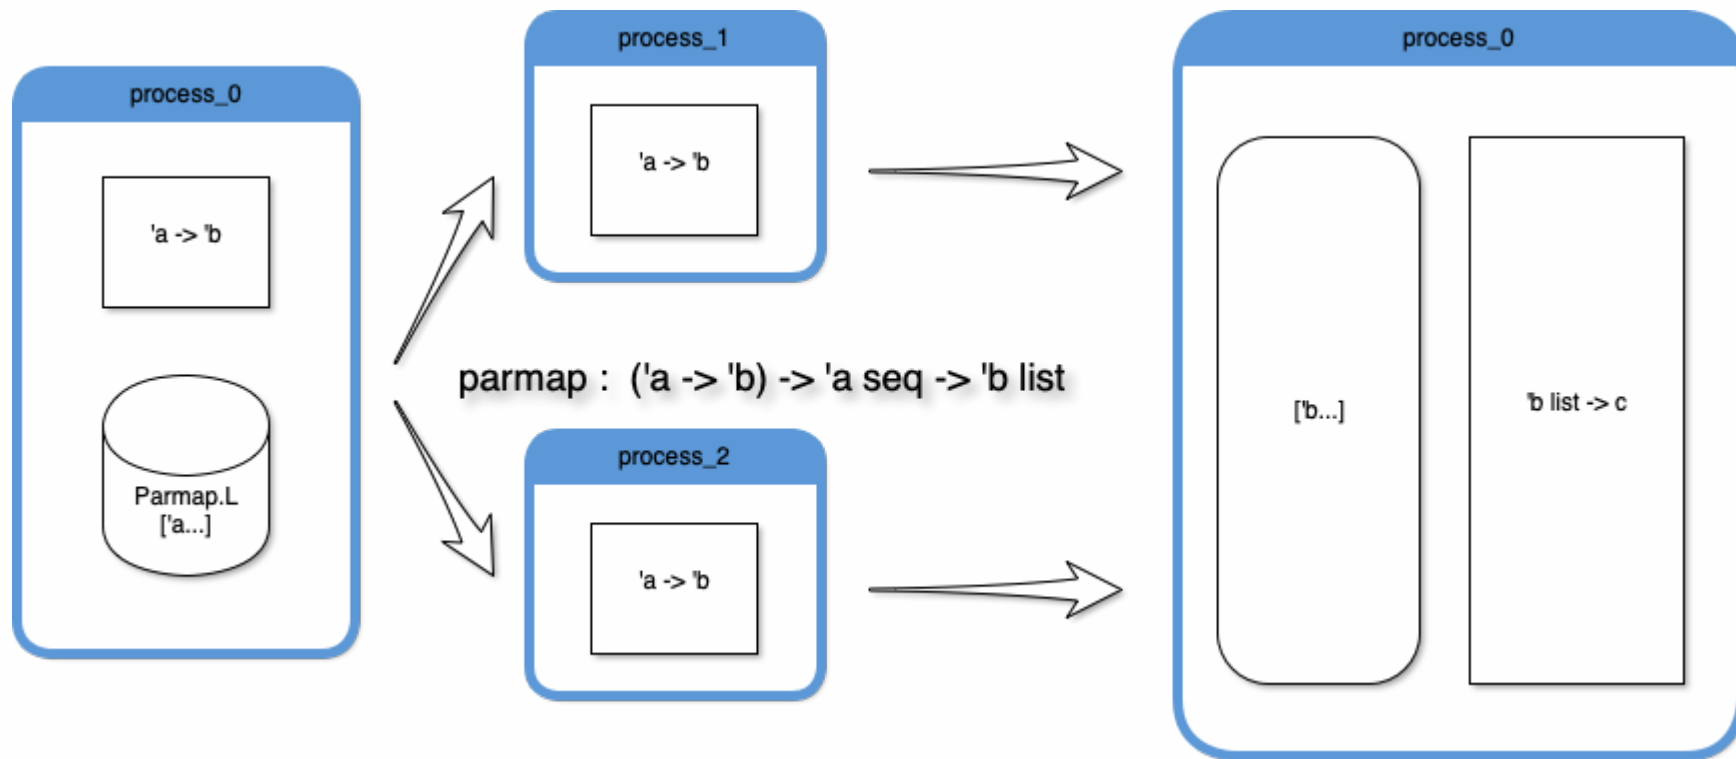 process_0
'a -> 'b
Parmap.L
['a...]
process_1
'a -> 'b
parmap : ('a -> 'b) -> 'a seq -> 'b list
process_2
'a -> 'b
process_0
['b...]
'b list -> c